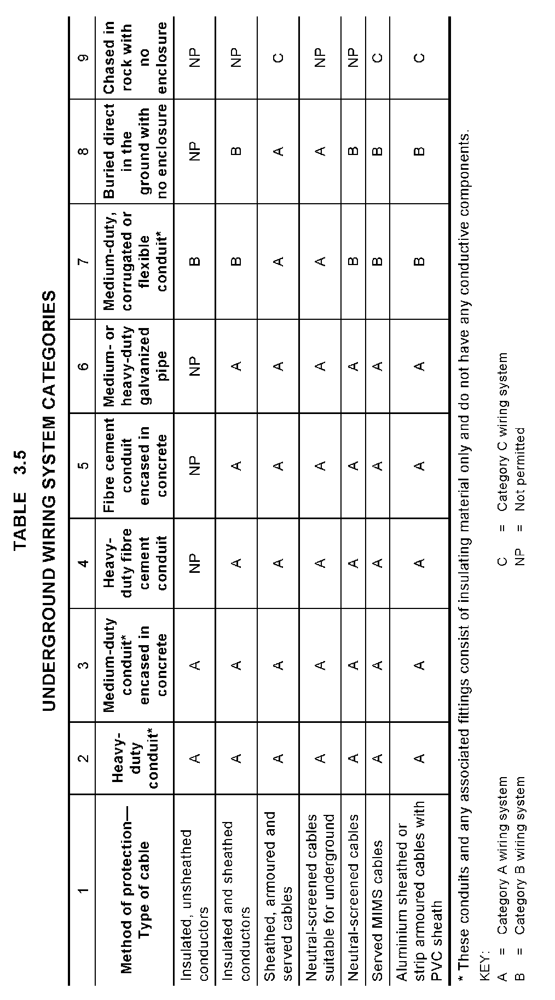 TABLE 3.5
UNDERGROUND WIRING SYSTEM CATEGORIES
1 2 3 4 5 6 7 8 9
Method of protection—
Type of cable
Heavy-
duty
conduit*
Medium-duty
conduit*
encased in
concrete
Heavy-
duty fibre
cement
conduit
Fibre cement
conduit
encased in
concrete
Medium- or
heavy-duty
galvanized
pipe
Medium-duty,
corrugated or
flexible
conduit*
Buried direct
in the
ground with
no enclosure
Chased in
rock with
no
enclosure
Insulated, unsheathed
conductors
A A NP NP NP B NP NP
Insulated and sheathed
conductors
A A A A A B B NP
Sheathed, armoured and
served cables
A A A A A A A C
Neutral-screened cables
suitable for underground
A A A A A A A NP
Neutral-screened cables A A A A A B B NP
Served MIMS cables A A A A A B B C
Aluminium sheathed or
strip armoured cables with
PVC sheath
A A A A A B B C
* These conduits and any associated fittings consist of insulating material only and do not have any conductive components.
KEY:
A = Category A wiring system C = Category C wiring system
B = Category B wiring system NP = Not permitted